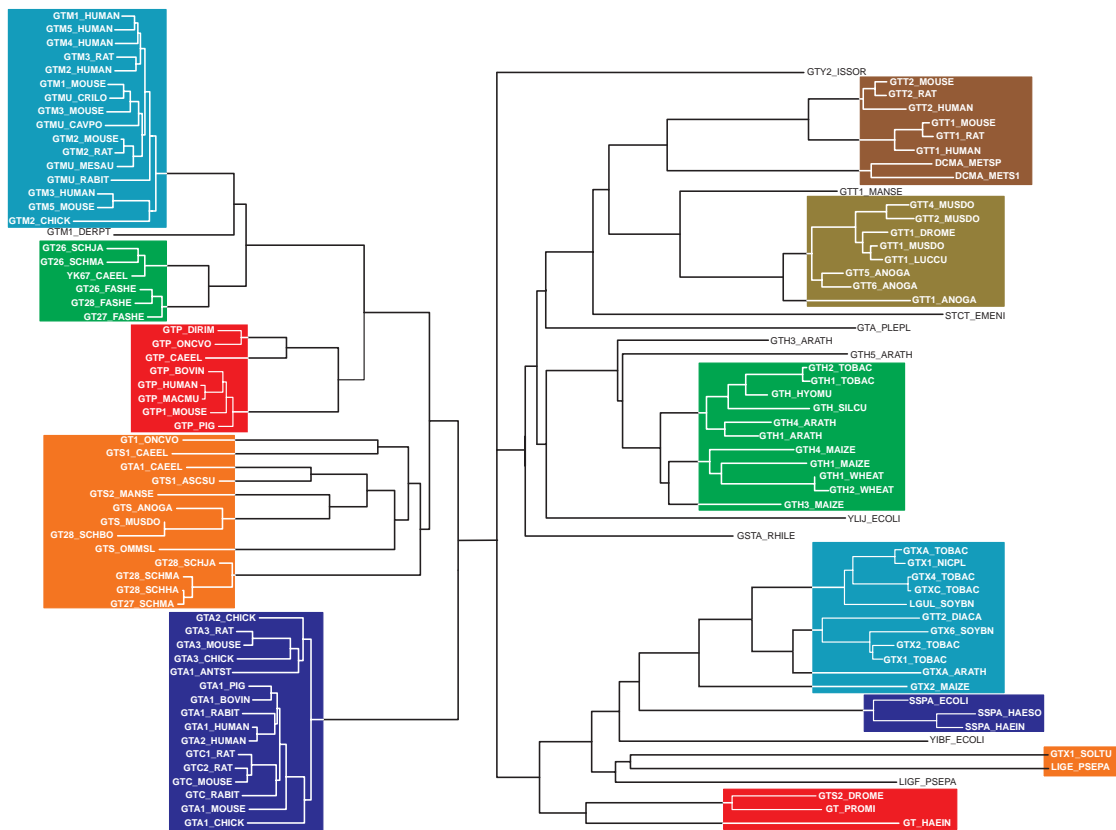 GTM1_HUMAN
GTM5_HUMAN
GTM4_HUMAN
GTM3_RAT
GTM2_HUMAN
GTM1_MOUSE
GTMU_CRILO
GTM3_MOUSE
GTMU_CAVPO
GTM2_MOUSE
GTM2_RAT
GTMU_MESAU
GTMU_RABIT
GTM3_HUMAN
GTM5_MOUSE
GTM2_CHICK
GTM1_DERPT
GT26_SCHJA
GT26_SCHMA
YK67_CAEEL
GT26_FASHE
GT28_FASHE
GT27_FASHE
GTP_DIRIM
GTP_ONCVO
GTP_CAEEL
GTP_BOVIN
GTP_HUMAN
GTP_MACMU
GTP1_MOUSE
GTP_PIG
GT1_ONCVO
GTS1_CAEEL
GTA1_CAEEL
GTS1_ASCSU
GTS2_MANSE
GTS_ANOGA
GTS_MUSDO
GT28_SCHBO
GTS_OMMSL
GT28_SCHJA
GT28_SCHMA
GT28_SCHHA
GT27_SCHMA
GTA2_CHICK
GTA3_RAT
GTA3_MOUSE
GTA3_CHICK
GTA1_ANTST
GTA1_PIG
GTA1_BOVIN
GTA1_RABIT
GTA1_HUMAN
GTA2_HUMAN
GTC1_RAT
GTC2_RAT
GTC_MOUSE
GTC_RABIT
GTA1_MOUSE
GTA1_CHICK
GTY2_ISSOR
GTT2_MOUSE
GTT2_RAT
GTT2_HUMAN
GTT1_MOUSE
GTT1_RAT
GTT1_HUMAN
DCMA_METSP
DCMA_METS1
GTT1_MANSE
GTT4_MUSDO
GTT2_MUSDO
GTT1_DROME
GTT1_MUSDO
GTT1_LUCCU
GTT5_ANOGA
GTT6_ANOGA
GTT1_ANOGA
STCT_EMENI
GTA_PLEPL
GTH3_ARATH
GTH5_ARATH
GTH2_TOBAC
GTH1_TOBAC
GTH_HYOMU
GTH_SILCU
GTH4_ARATH
GTH1_ARATH
GTH4_MAIZE
GTH1_MAIZE
GTH1_WHEAT
GTH2_WHEAT
GTH3_MAIZE
YLIJ_ECOLI
GSTA_RHILE
GTXA_TOBAC
GTX1_NICPL
GTX4_TOBAC
GTXC_TOBAC
LGUL_SOYBN
GTT2_DIACA
GTX6_SOYBN
GTX2_TOBAC
GTX1_TOBAC
GTXA_ARATH
GTX2_MAIZE
SSPA_ECOLI
SSPA_HAESO
SSPA_HAEIN
YIBF_ECOLI
GTX1_SOLTU
LIGE_PSEPA
LIGF_PSEPA
GTS2_DROME
GT_PROMI
GT_HAEIN